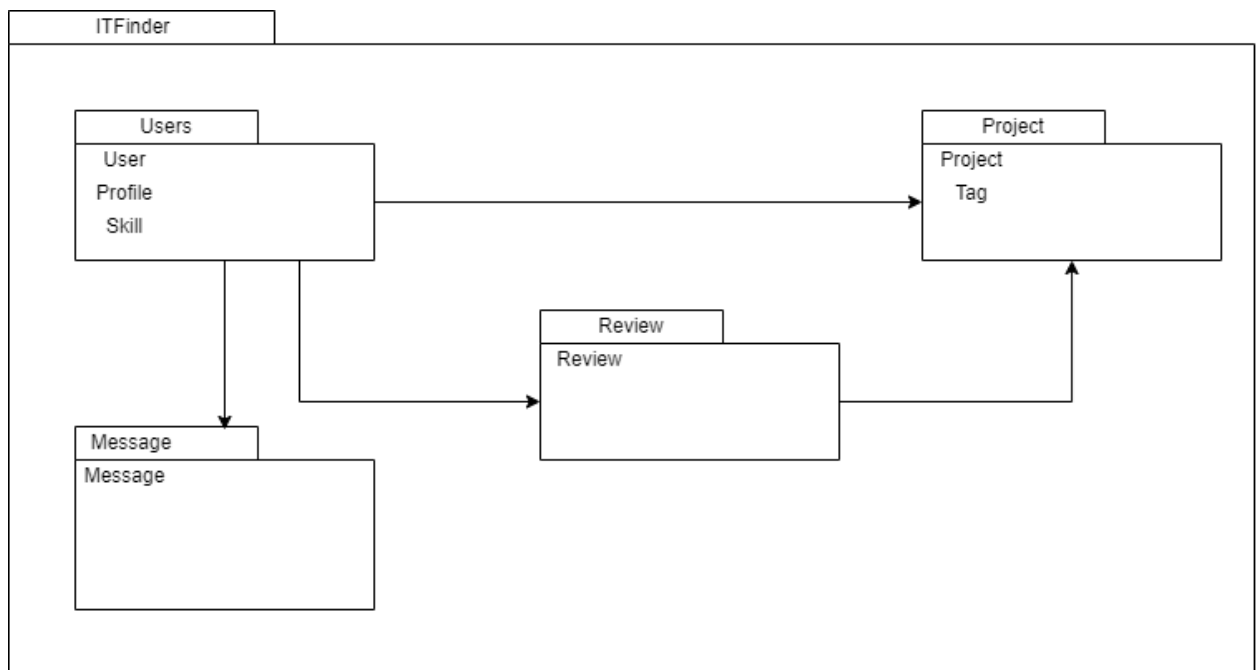 ITFinder
Users
User
Profile
Skill
Project
Project
Tag
Review
Review
Message
Message